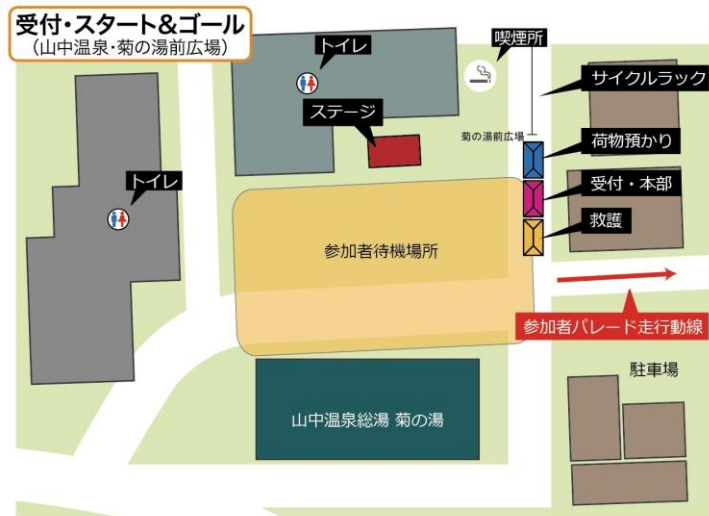 受付・スタート&ゴール
(山中温泉・菊の湯前広場)
トイレ
喫煙所
サイクルラック
ステージ
菊の湯前広場
荷物預かり
トイレ
受付・本部
救護
参加者待機場所
参加者パレード走行動線
駐車場
山中温泉総湯 菊の湯